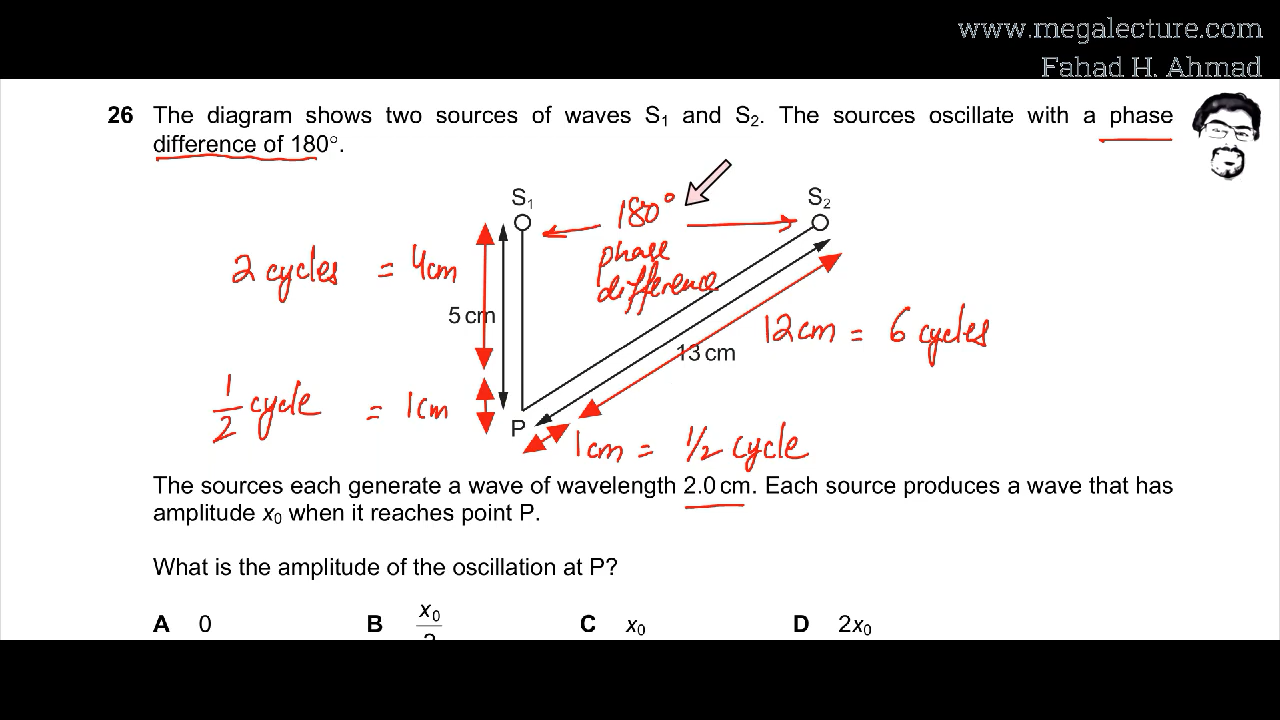 www.megalecture.com
Fahad H. Ahmad
26 The diagram shows two sources of waves S₁ and S₂. The sources oscillate with a phase
difference of 180°.
S₁
S₂
180°
phase
difference
2 cycles = 4cm
5 cm
12cm = 6 cycles
13 cm
1/2 cycle = 1cm
P
1cm = 1/2 cycle
The sources each generate a wave of wavelength 2.0 cm. Each source produces a wave that has
amplitude x₀ when it reaches point P.
What is the amplitude of the oscillation at P?
A 0 B x₀/2 C x₀ D 2x₀